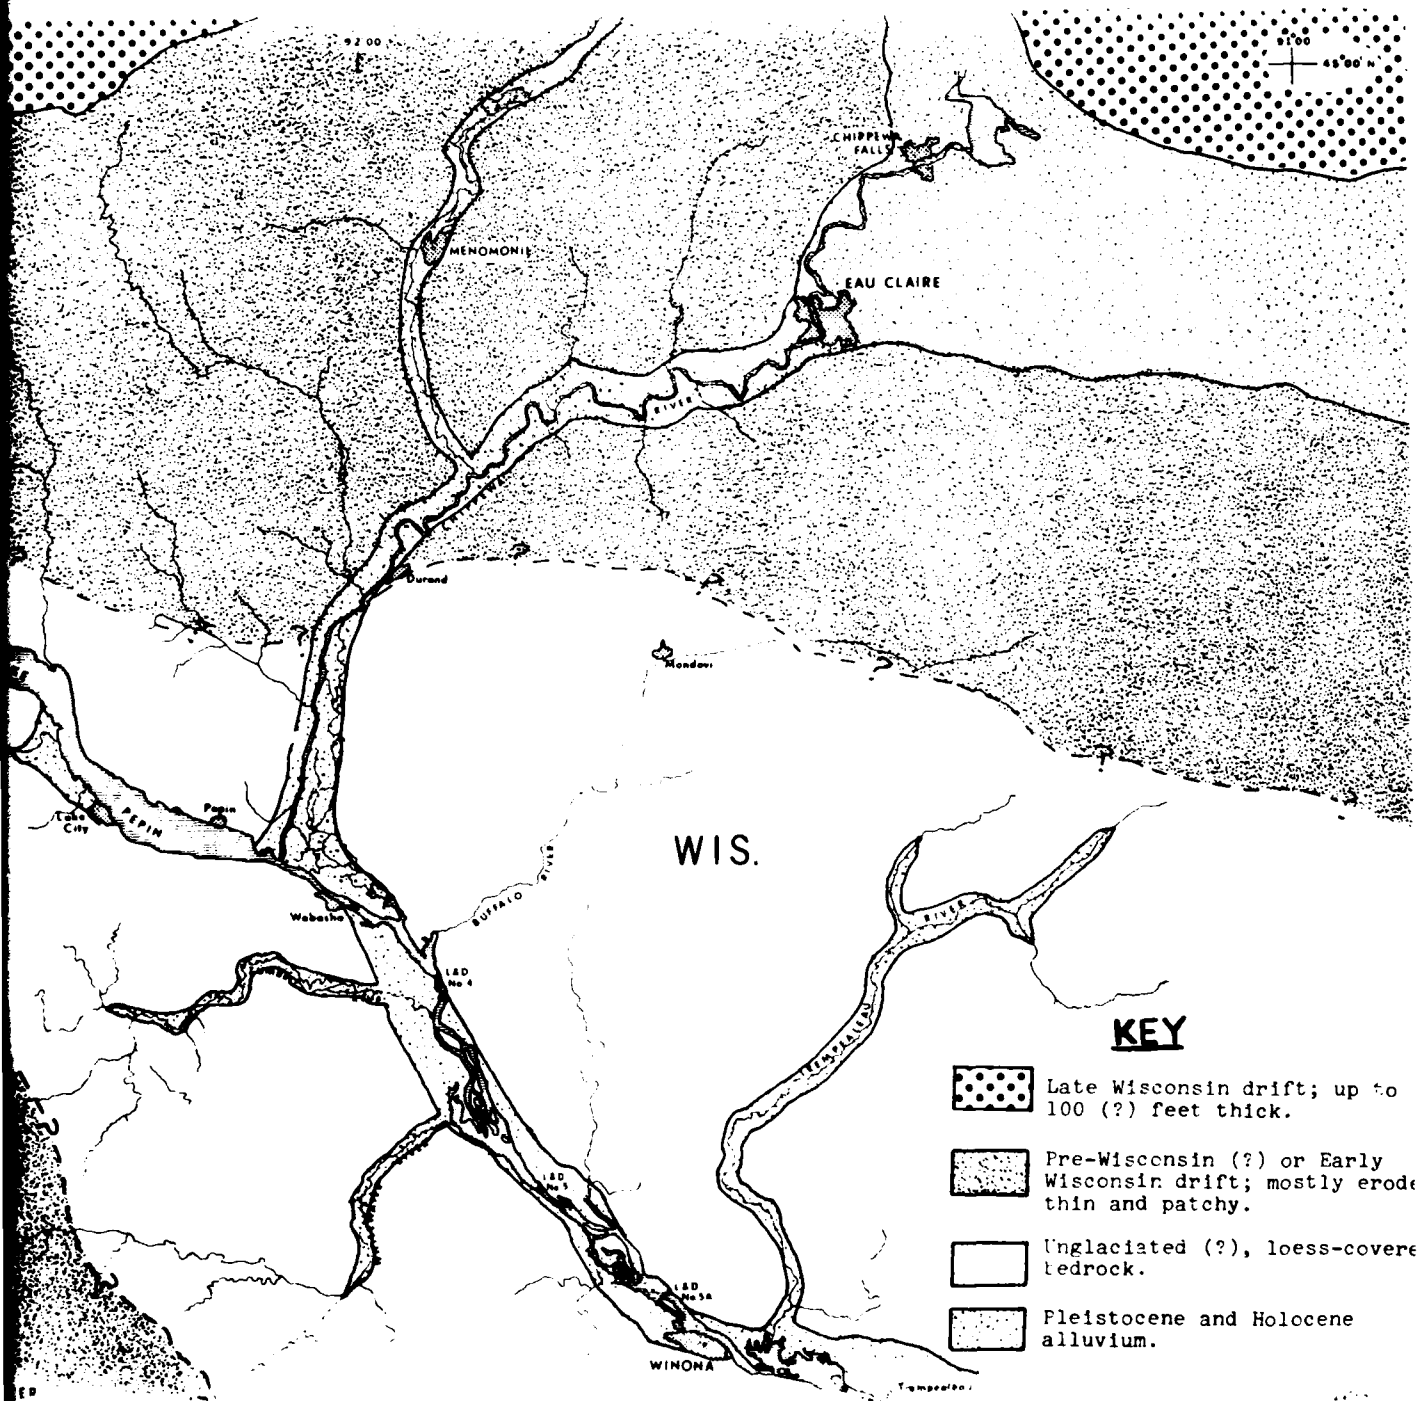 92 00
91°00
45°00' N
CHIPPEWA
FALLS
MENOMONIE
EAU CLAIRE
RIVER
?
Durand
?
?
?
Mondovi
?
?
?
Lake
City
PEPIN
Pepin
WIS.
BUFFALO RIVER
Wabasha
RIVER
L&D
No 4
TREMPEALEAU
KEY
Late Wisconsin drift; up to
100 (?) feet thick.
Pre-Wisconsin (?) or Early
Wisconsin drift; mostly erode
thin and patchy.
Unglaciated (?), loess-covere
bedrock.
Pleistocene and Holocene
alluvium.
?
?
L&D
No 5
L&D
No 5A
WINONA
Trempealeau